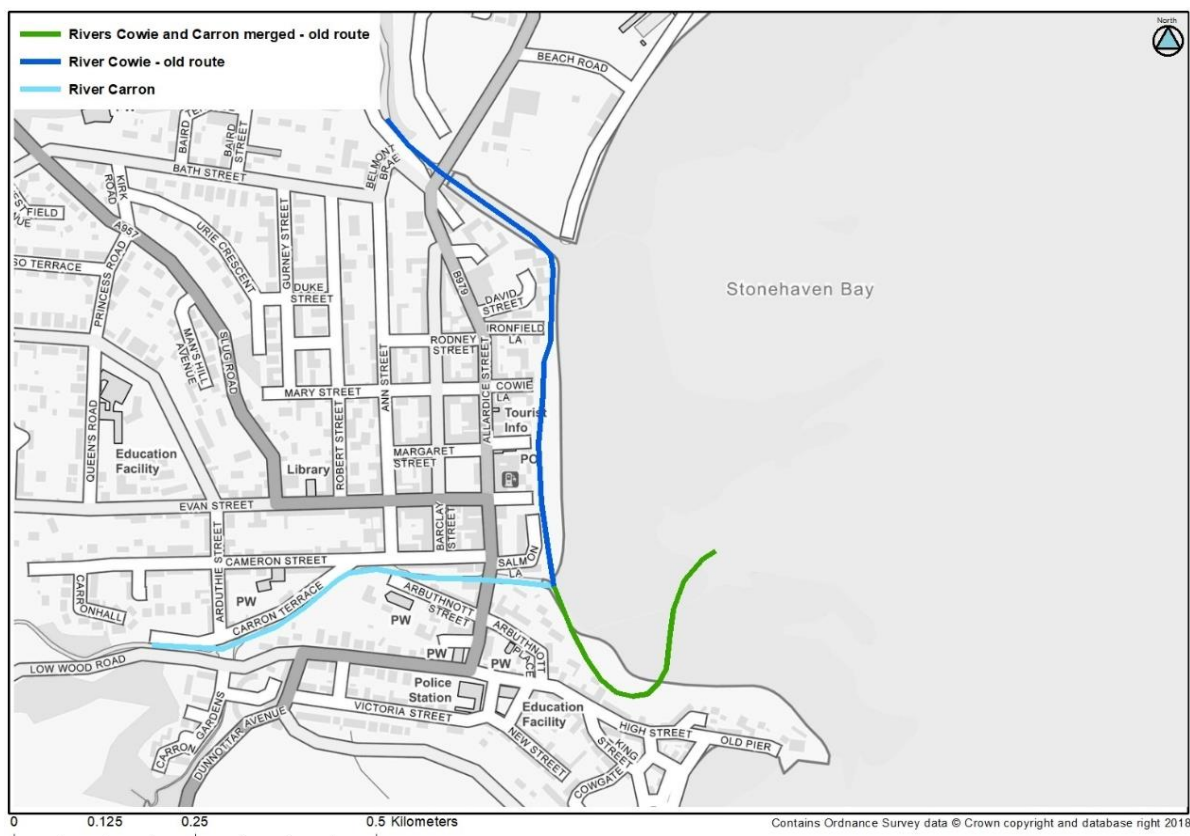 Rivers Cowie and Carron merged - old route
River Cowie - old route
River Carron
North
BEACH ROAD
BAIRD
BAIRD
STREET
BELMONT
BRAE
BATH STREET
KIRK
ROAD
A957
FIELD
URIE CRESCENT
GURNEY STREET
SO TERRACE
PRINCESS ROAD
B979
Stonehaven Bay
DUKE
STREET
DAVID
STREET
IRONFIELD
LA
RODNEY
STREET
MAN'S HILL
AVENUE
SLUG ROAD
ANN STREET
ALLARDICE STREET
MARY STREET
COWIE
LA
Tourist
Info
QUEEN'S ROAD
ROBERT STREET
MARGARET
STREET
PO
Education
Facility
Library
EVAN STREET
BARCLAY
STREET
ARDUTHIE STREET
CAMERON STREET
SALMON
LA
CARRONHALL
PW
CARRON TERRACE
ARBUTHNOTT
STREET
PW
ARBUTHNOTT
PLACE
LOW WOOD ROAD
PW
PW
Police
Station
VICTORIA STREET
Education
Facility
CARRON
GARDENS
DUNNOTTAR AVENUE
NEW STREET
HIGH STREET
KING
STREET
OLD PIER
COWGATE
0
0.125
0.25
0.5 Kilometers
Contains Ordnance Survey data © Crown copyright and database right 2018